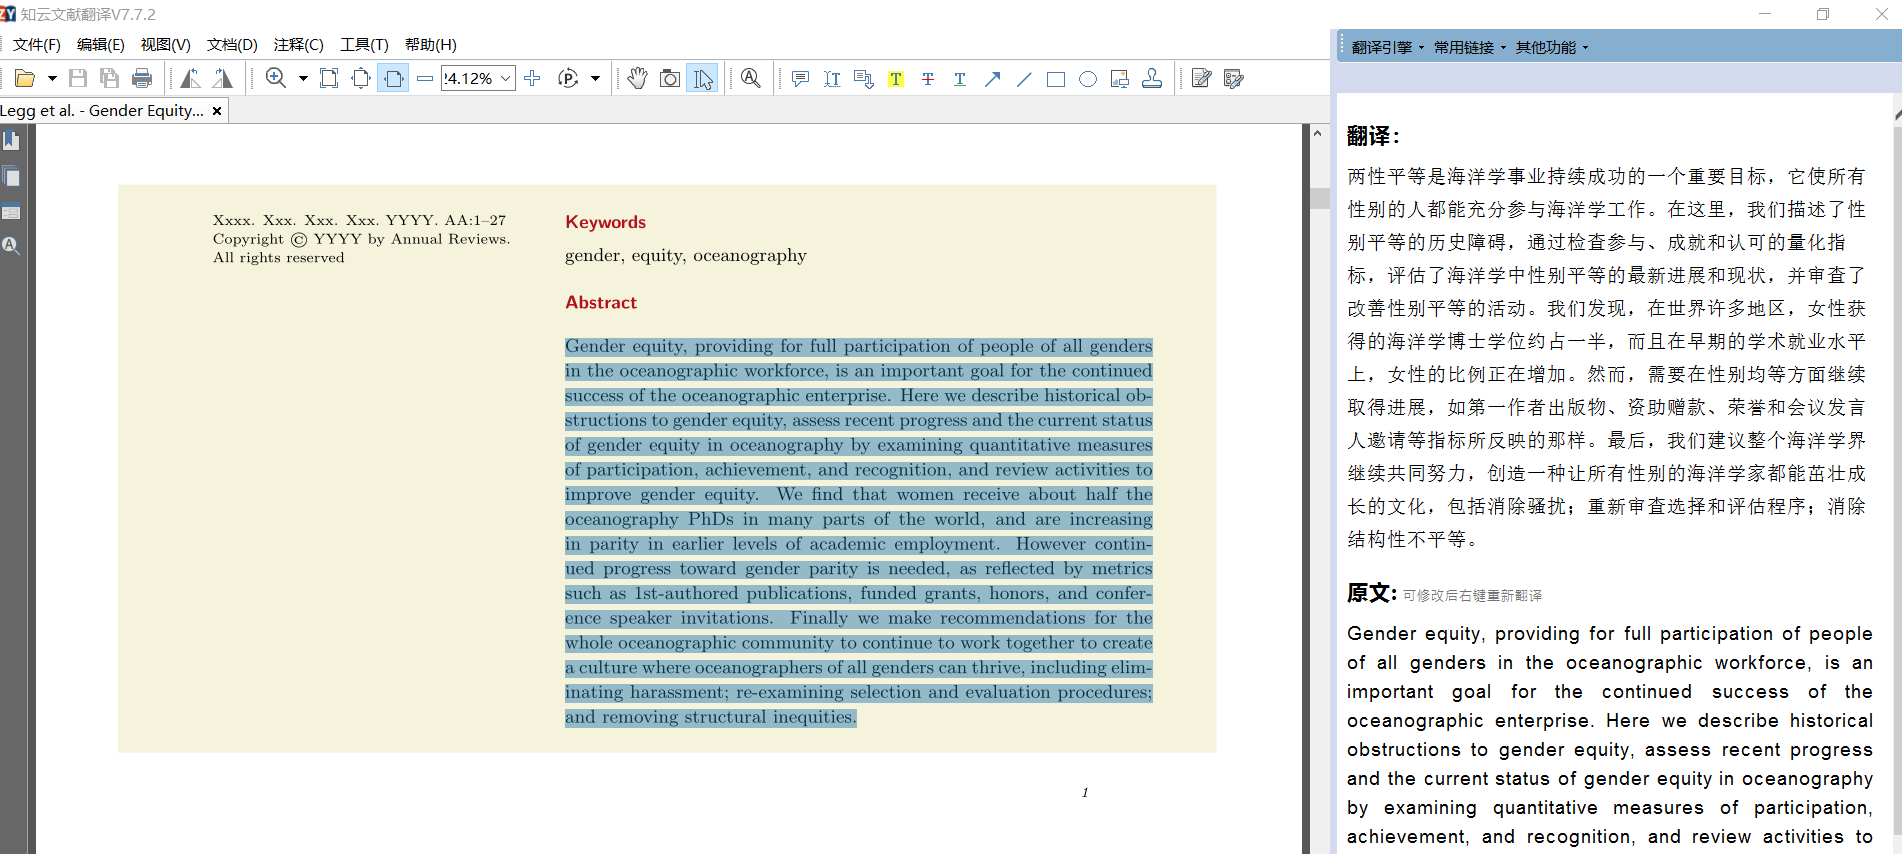 知云文献翻译V7.7.2
文件(F) 编辑(E) 视图(V) 文档(D) 注释(C) 工具(T) 帮助(H)
翻译引擎 常用链接 其他功能
4.12%
Legg et al. - Gender Equity...
Xxxx. Xxx. Xxx. Xxx. YYYY. AA:1–27
Copyright © YYYY by Annual Reviews.
All rights reserved
Keywords
gender, equity, oceanography
Abstract
Gender equity, providing for full participation of people of all genders
in the oceanographic workforce, is an important goal for the continued
success of the oceanographic enterprise. Here we describe historical ob-
structions to gender equity, assess recent progress and the current status
of gender equity in oceanography by examining quantitative measures
of participation, achievement, and recognition, and review activities to
improve gender equity. We find that women receive about half the
oceanography PhDs in many parts of the world, and are increasing
in parity in earlier levels of academic employment. However contin-
ued progress toward gender parity is needed, as reflected by metrics
such as 1st-authored publications, funded grants, honors, and confer-
ence speaker invitations. Finally we make recommendations for the
whole oceanographic community to continue to work together to create
a culture where oceanographers of all genders can thrive, including elim-
inating harassment; re-examining selection and evaluation procedures;
and removing structural inequities.
1
翻译：
两性平等是海洋学事业持续成功的一个重要目标，它使所有
性别的人都能充分参与海洋学工作。在这里，我们描述了性
别平等的历史障碍，通过检查参与、成就和认可的量化指
标，评估了海洋学中性别平等的最新进展和现状，并审查了
改善性别平等的活动。我们发现，在世界许多地区，女性获
得的海洋学博士学位约占一半，而且在早期的学术就业水平
上，女性的比例正在增加。然而，需要在性别均等方面继续
取得进展，如第一作者出版物、资助赠款、荣誉和会议发言
人邀请等指标所反映的那样。最后，我们建议整个海洋学界
继续共同努力，创造一种让所有性别的海洋学家都能茁壮成
长的文化，包括消除骚扰；重新审查选择和评估程序；消除
结构性不平等。
原文: 可修改后右键重新翻译
Gender equity, providing for full participation of people
of all genders in the oceanographic workforce, is an
important goal for the continued success of the
oceanographic enterprise. Here we describe historical
obstructions to gender equity, assess recent progress
and the current status of gender equity in oceanography
by examining quantitative measures of participation,
achievement, and recognition, and review activities to